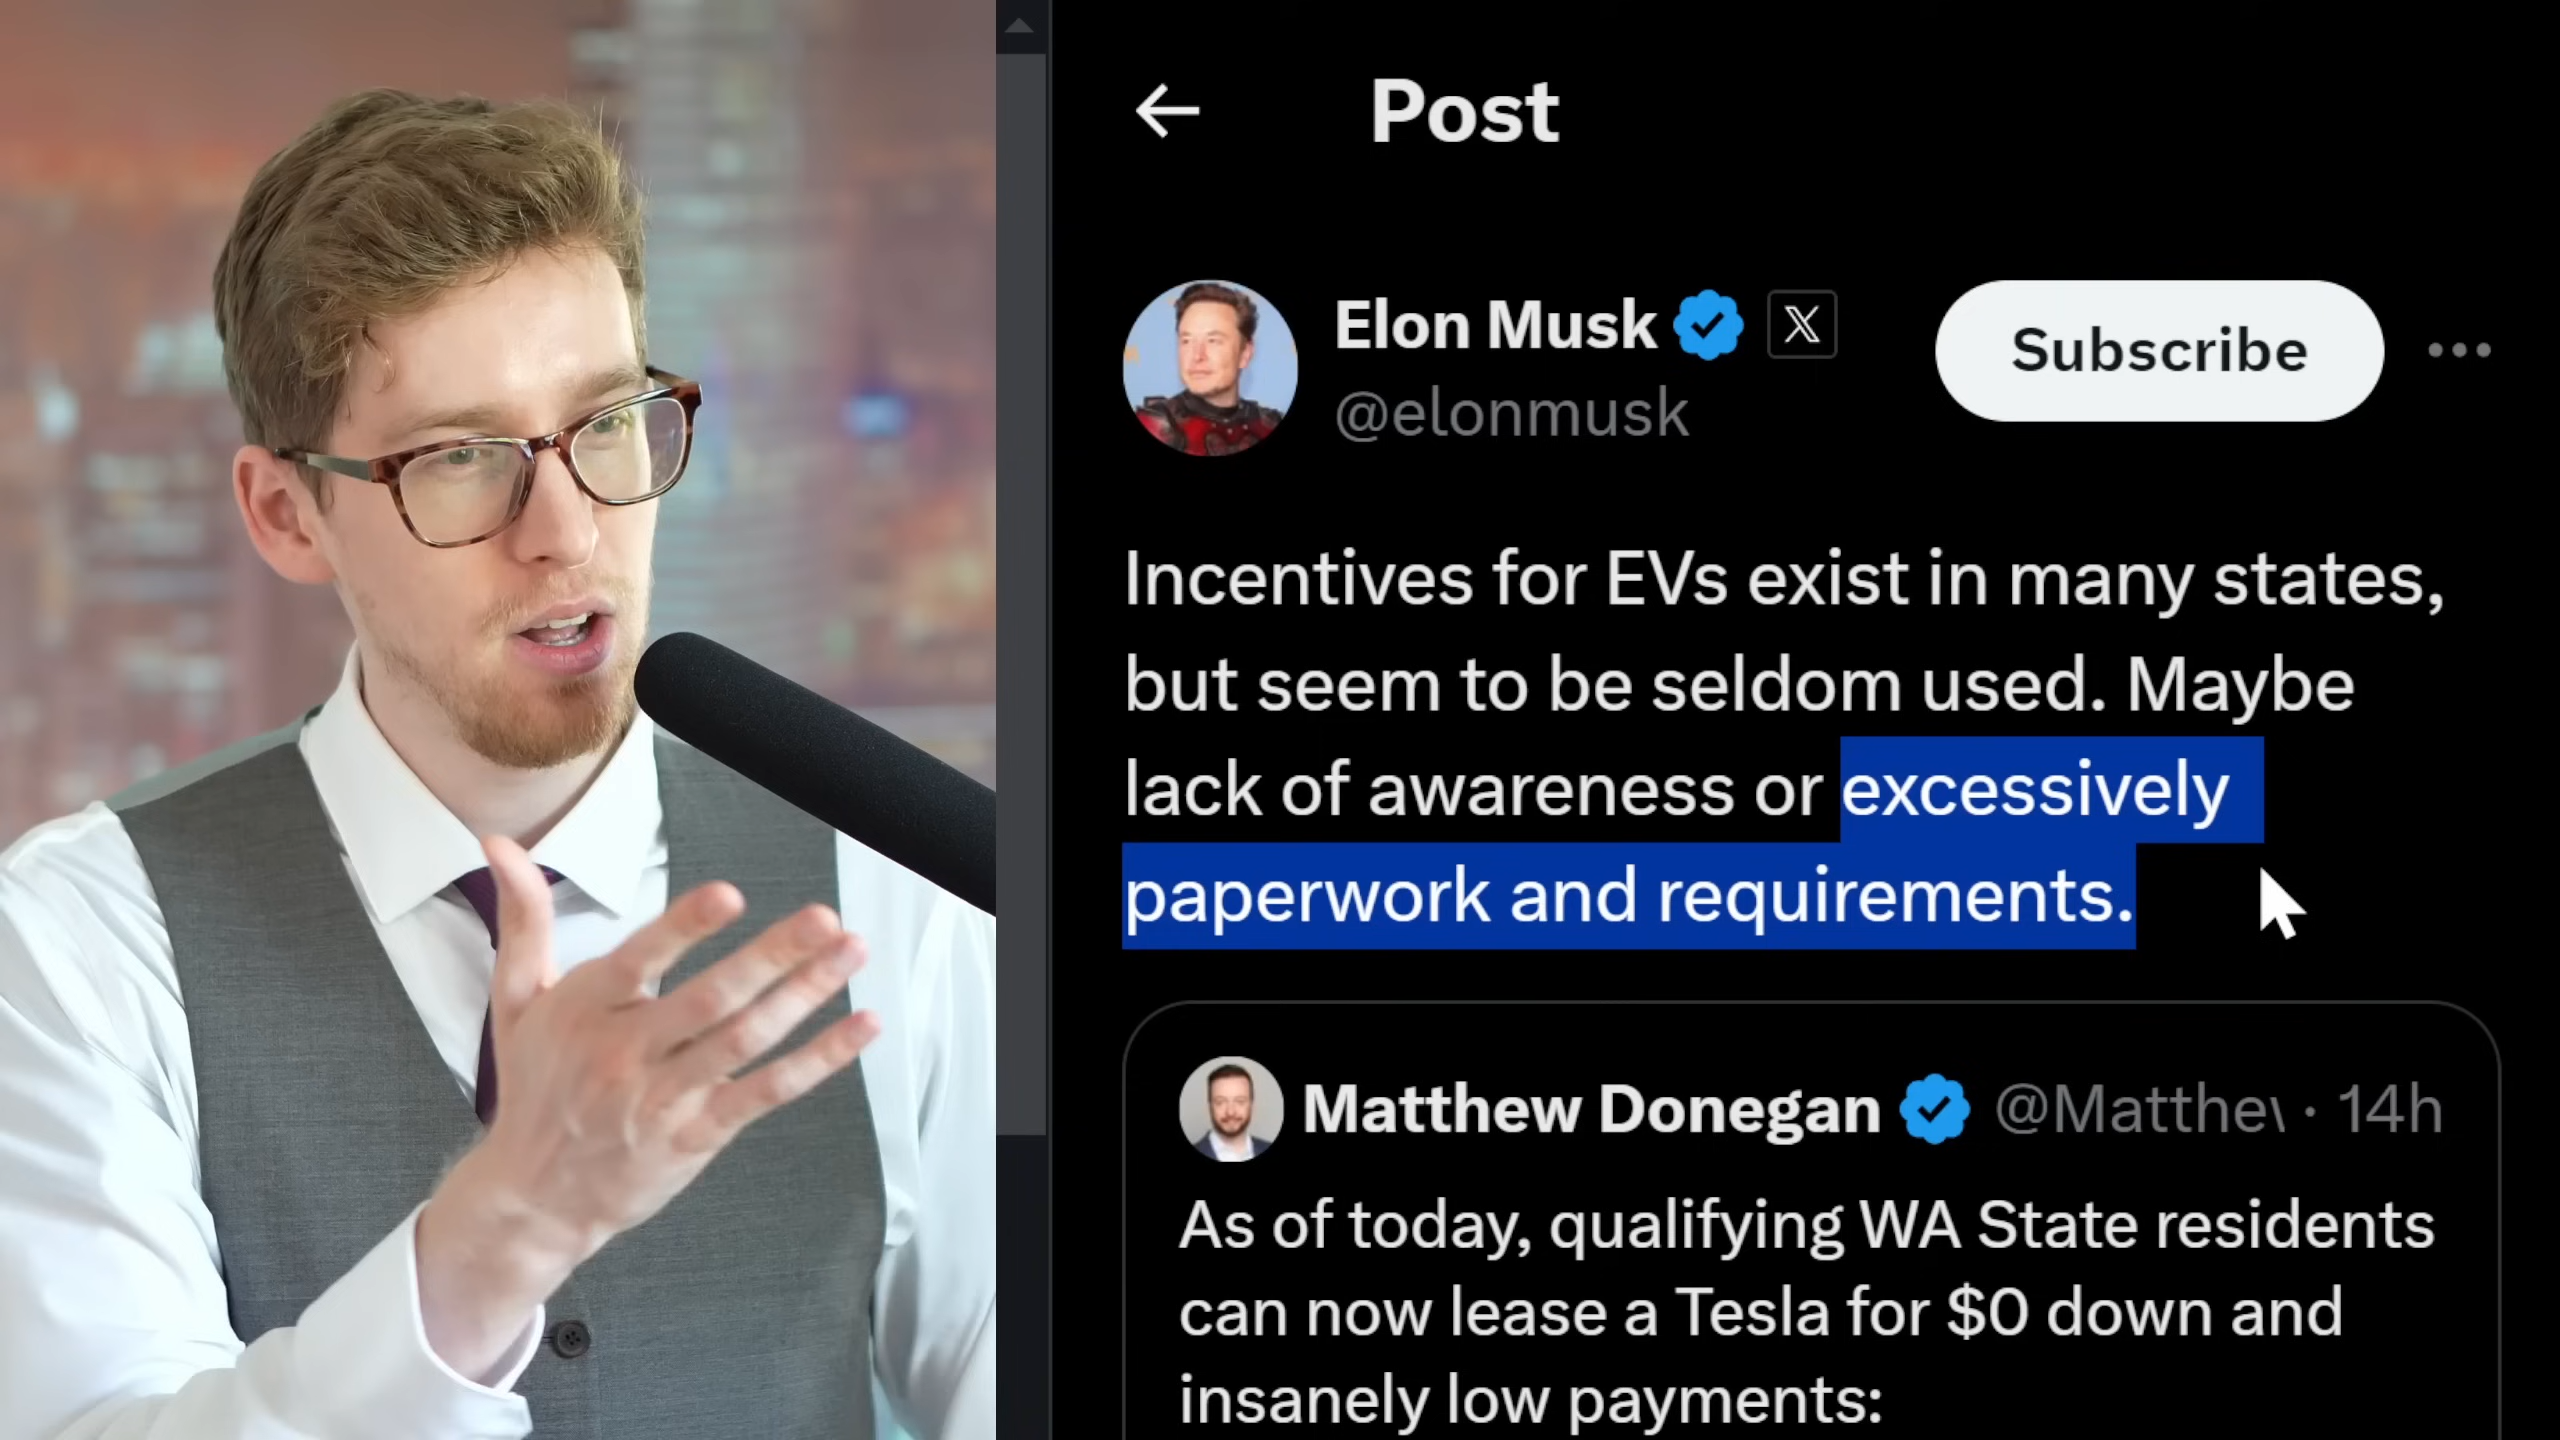 Post
Elon Musk
@elonmusk
Subscribe
Incentives for EVs exist in many states,
but seem to be seldom used. Maybe
lack of awareness or excessively
paperwork and requirements.
Matthew Donegan @Matthew · 14h
As of today, qualifying WA State residents
can now lease a Tesla for $0 down and
insanely low payments: